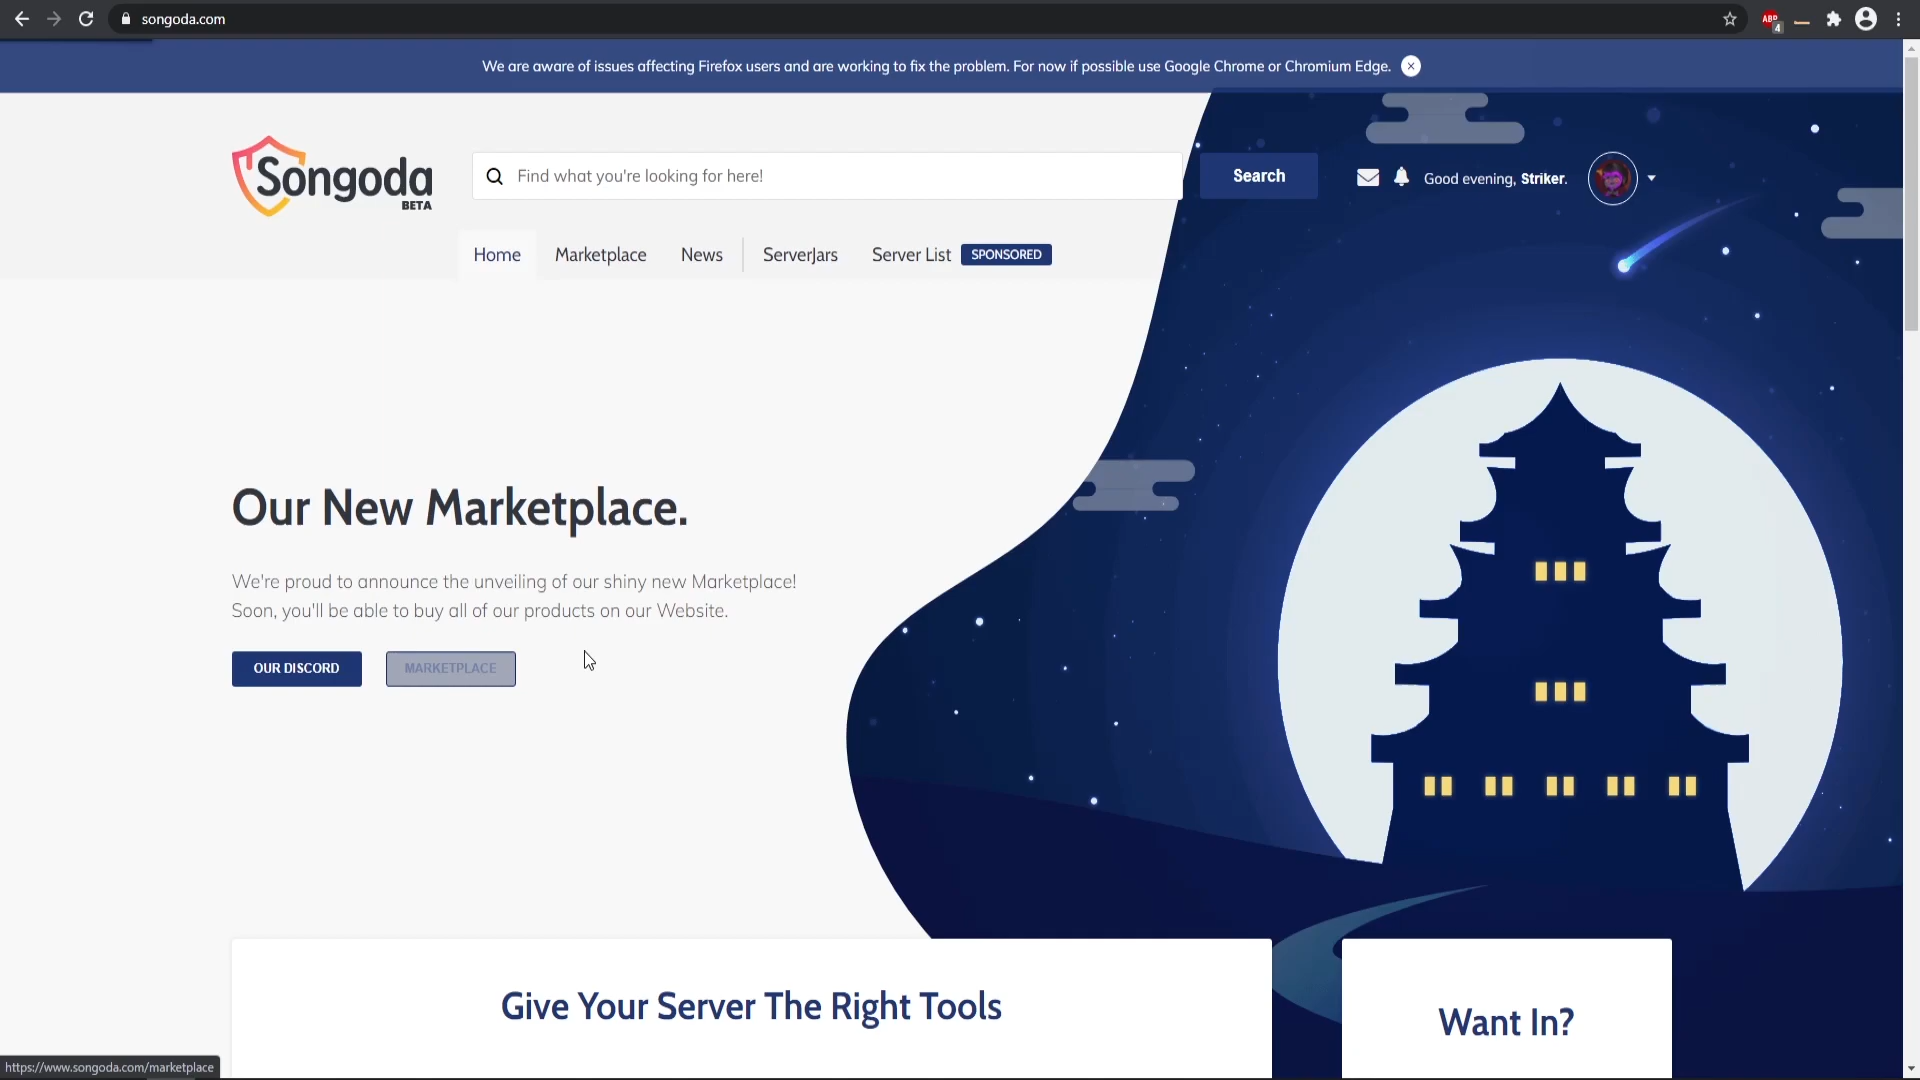 songoda.com
ABP
4
We are aware of issues affecting Firefox users and are working to fix the problem. For now if possible use Google Chrome or Chromium Edge.
Songoda
BETA
Find what you're looking for here!
Search
Good evening, Striker.
Home
Marketplace
News
ServerJars
Server List
SPONSORED
Our New Marketplace.
We're proud to announce the unveiling of our shiny new Marketplace!
Soon, you'll be able to buy all of our products on our Website.
OUR DISCORD
MARKETPLACE
Give Your Server The Right Tools
Want In?
https://www.songoda.com/marketplace